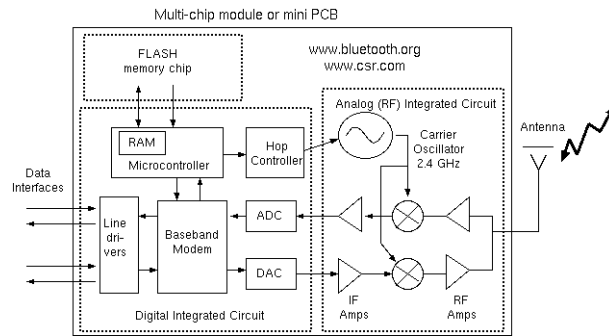 Multi-chip module or mini PCB
FLASH
memory chip
www.bluetooth.org
www.csr.com
Analog (RF) Integrated Circuit
Antenna
RAM
Microcontroller
Hop
Controller
Carrier
Oscillator
2.4 GHz
Data
Interfaces
Line
dri-
vers
Baseband
Modem
ADC
DAC
IF
Amps
RF
Amps
Digital Integrated Circuit